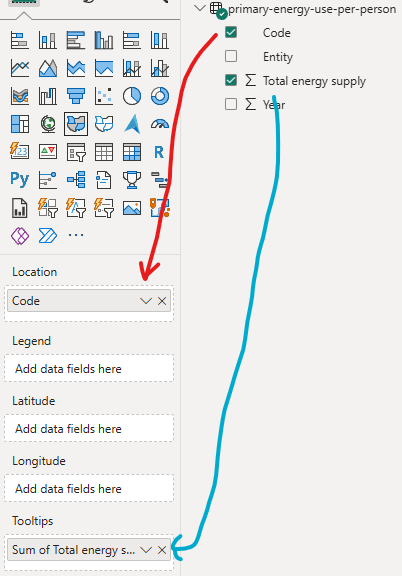 primary-energy-use-per-person
Code
Entity
Total energy supply
Year
123
R
Py
Location
Code
Legend
Add data fields here
Latitude
Add data fields here
Longitude
Add data fields here
Tooltips
Sum of Total energy s...